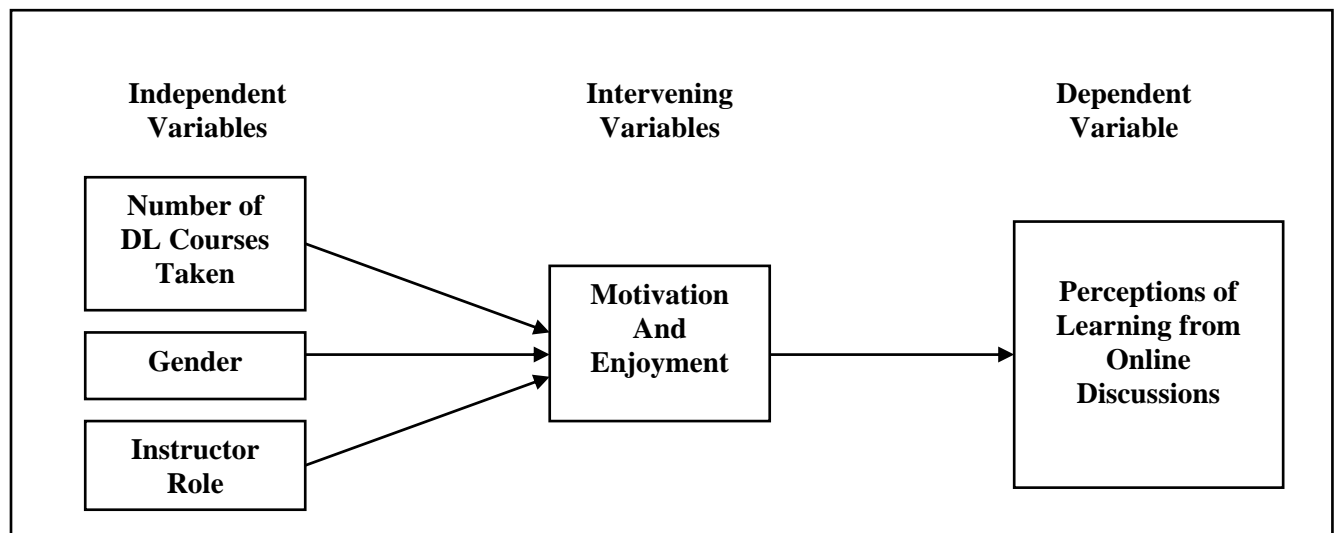 Independent
Variables
Intervening
Variables
Dependent
Variable
Number of
DL Courses
Taken
Gender
Instructor
Role
Motivation
And
Enjoyment
Perceptions of
Learning from
Online
Discussions